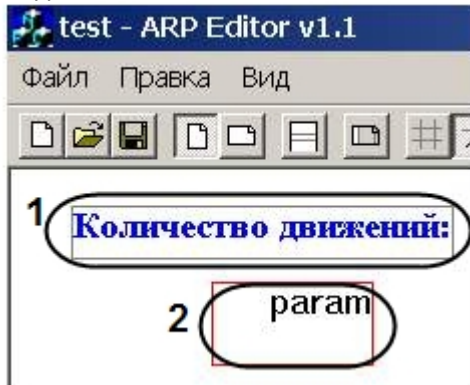 test - ARP Editor v1.1
Файл Правка Вид
1 Количество движений:
2 param